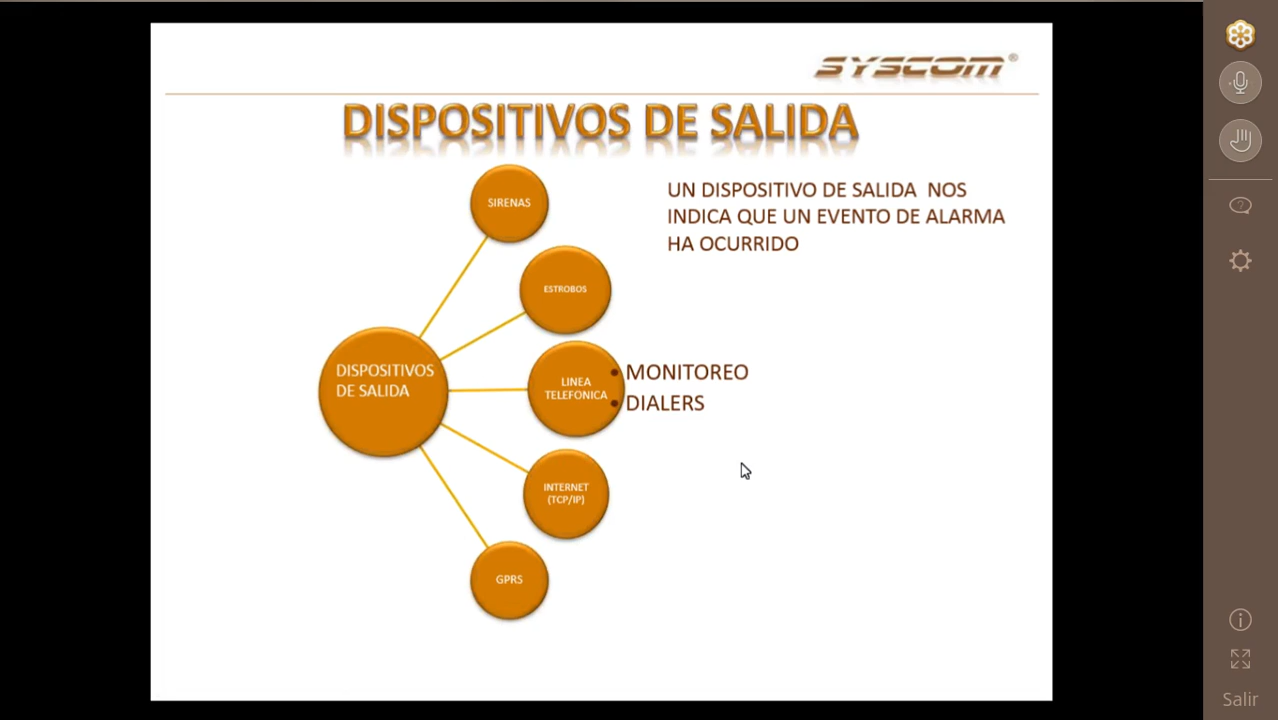 SYSCOM®
DISPOSITIVOS DE SALIDA
SIRENAS
UN DISPOSITIVO DE SALIDA NOS
INDICA QUE UN EVENTO DE ALARMA
HA OCURRIDO
ESTROBOS
DISPOSITIVOS
DE SALIDA
LINEA
TELEFONICA
• MONITOREO
• DIALERS
INTERNET
(TCP/IP)
GPRS
Salir